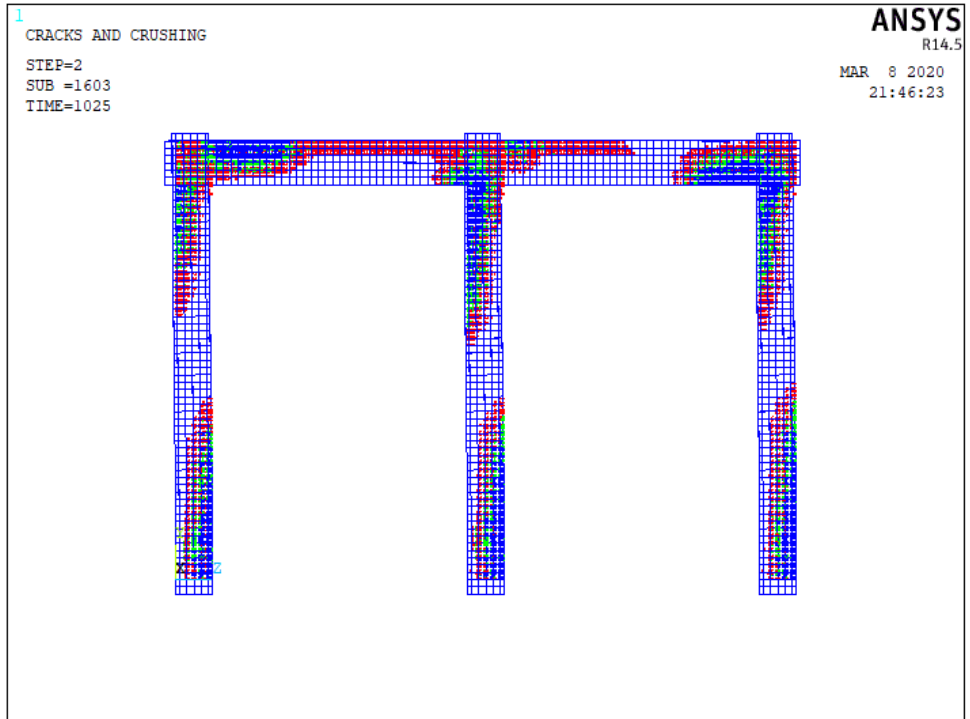 1
CRACKS AND CRUSHING
STEP=2
SUB =1603
TIME=1025
ANSYS
R14.5
MAR  8 2020
21:46:23
X Z